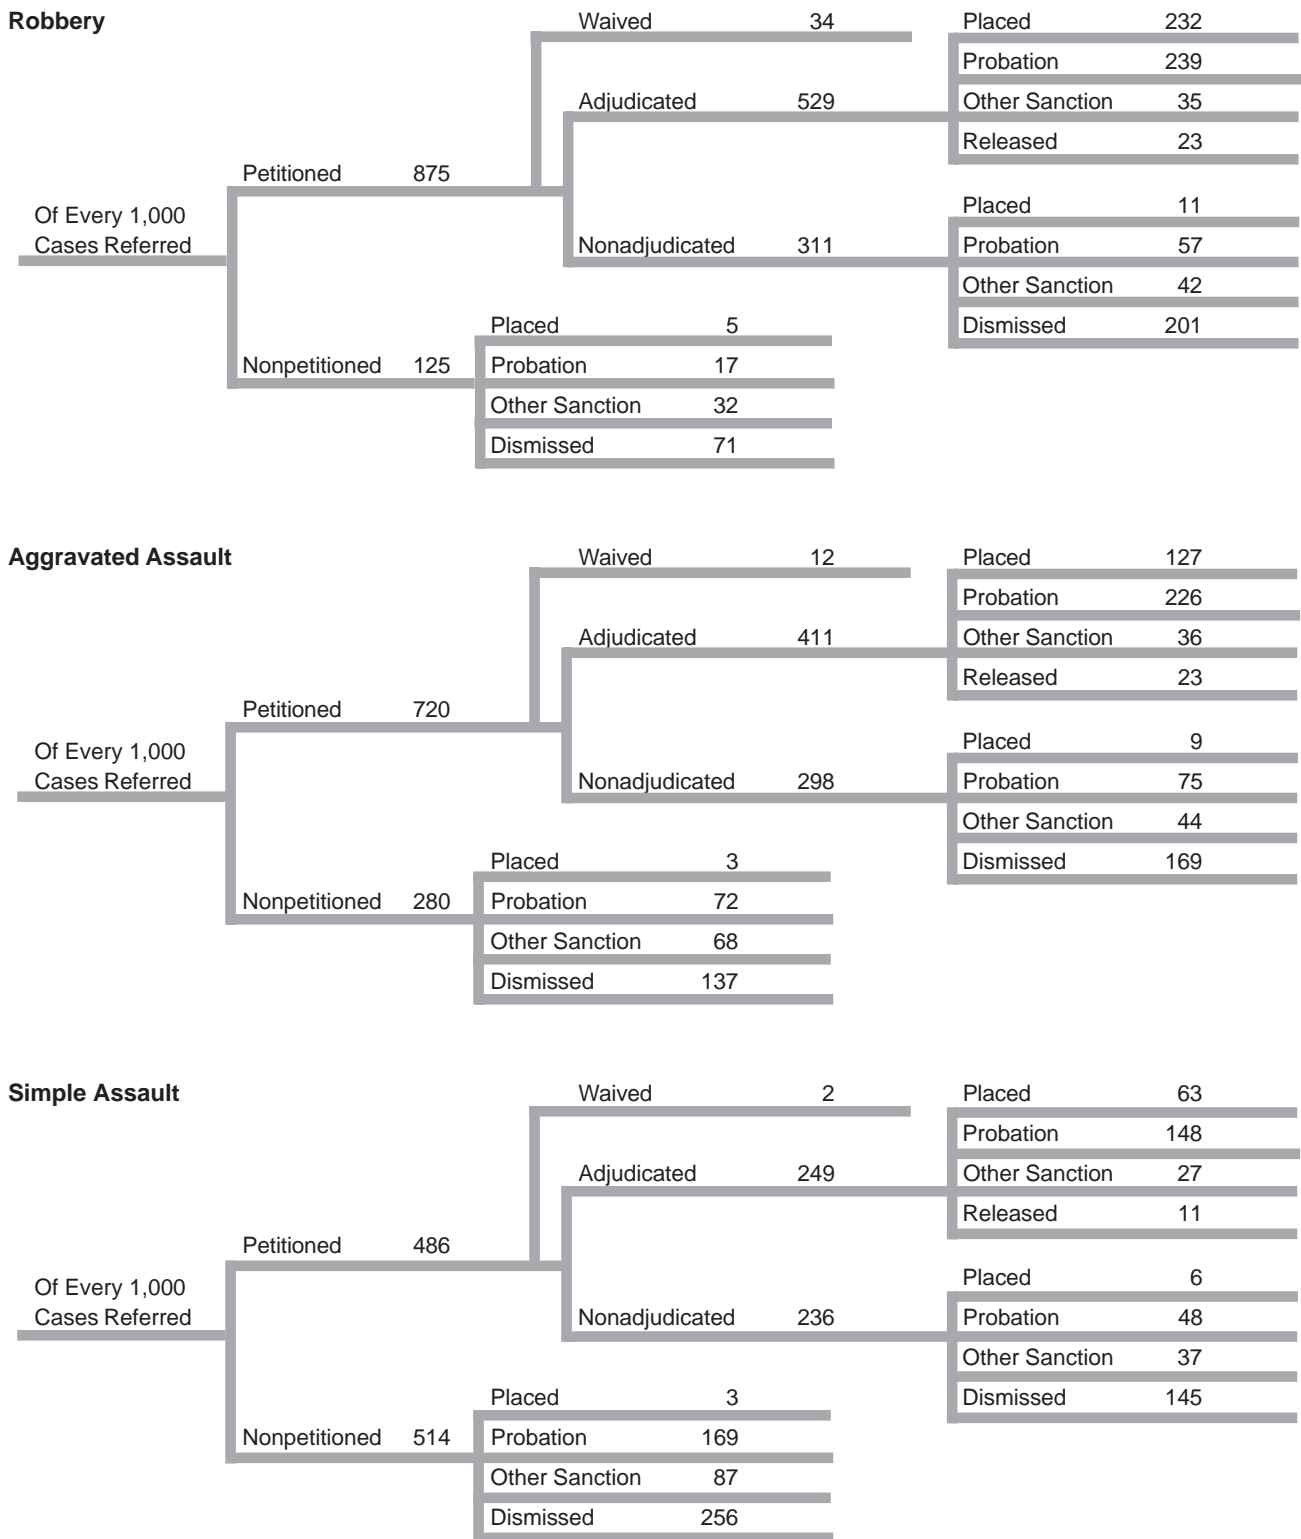 Robbery
Of Every 1,000
Cases Referred
Petitioned 875
Waived 34
Adjudicated 529
Placed 232
Probation 239
Other Sanction 35
Released 23
Nonadjudicated 311
Placed 11
Probation 57
Other Sanction 42
Dismissed 201
Nonpetitioned 125
Placed 5
Probation 17
Other Sanction 32
Dismissed 71
Aggravated Assault
Of Every 1,000
Cases Referred
Petitioned 720
Waived 12
Adjudicated 411
Placed 127
Probation 226
Other Sanction 36
Released 23
Nonadjudicated 298
Placed 9
Probation 75
Other Sanction 44
Dismissed 169
Nonpetitioned 280
Placed 3
Probation 72
Other Sanction 68
Dismissed 137
Simple Assault
Of Every 1,000
Cases Referred
Petitioned 486
Waived 2
Adjudicated 249
Placed 63
Probation 148
Other Sanction 27
Released 11
Nonadjudicated 236
Placed 6
Probation 48
Other Sanction 37
Dismissed 145
Nonpetitioned 514
Placed 3
Probation 169
Other Sanction 87
Dismissed 256